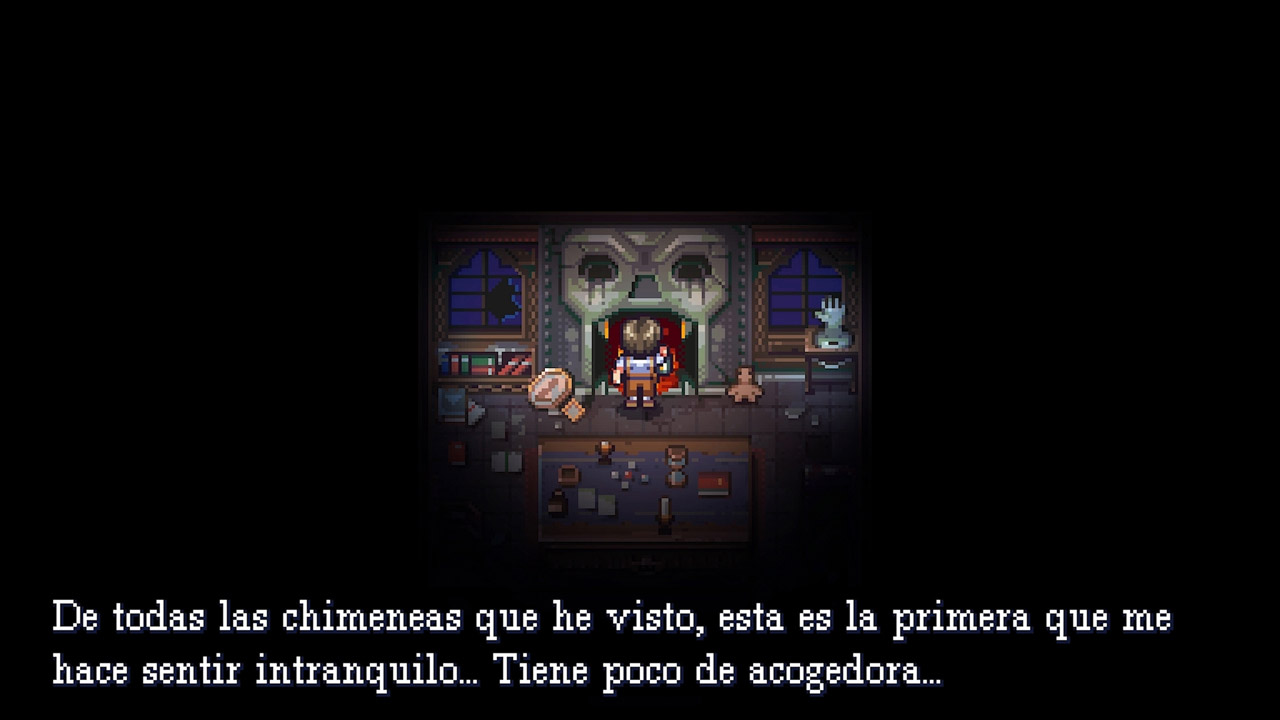 De todas las chimeneas que he visto, esta es la primera que me
hace sentir intranquilo... Tiene poco de acogedora...